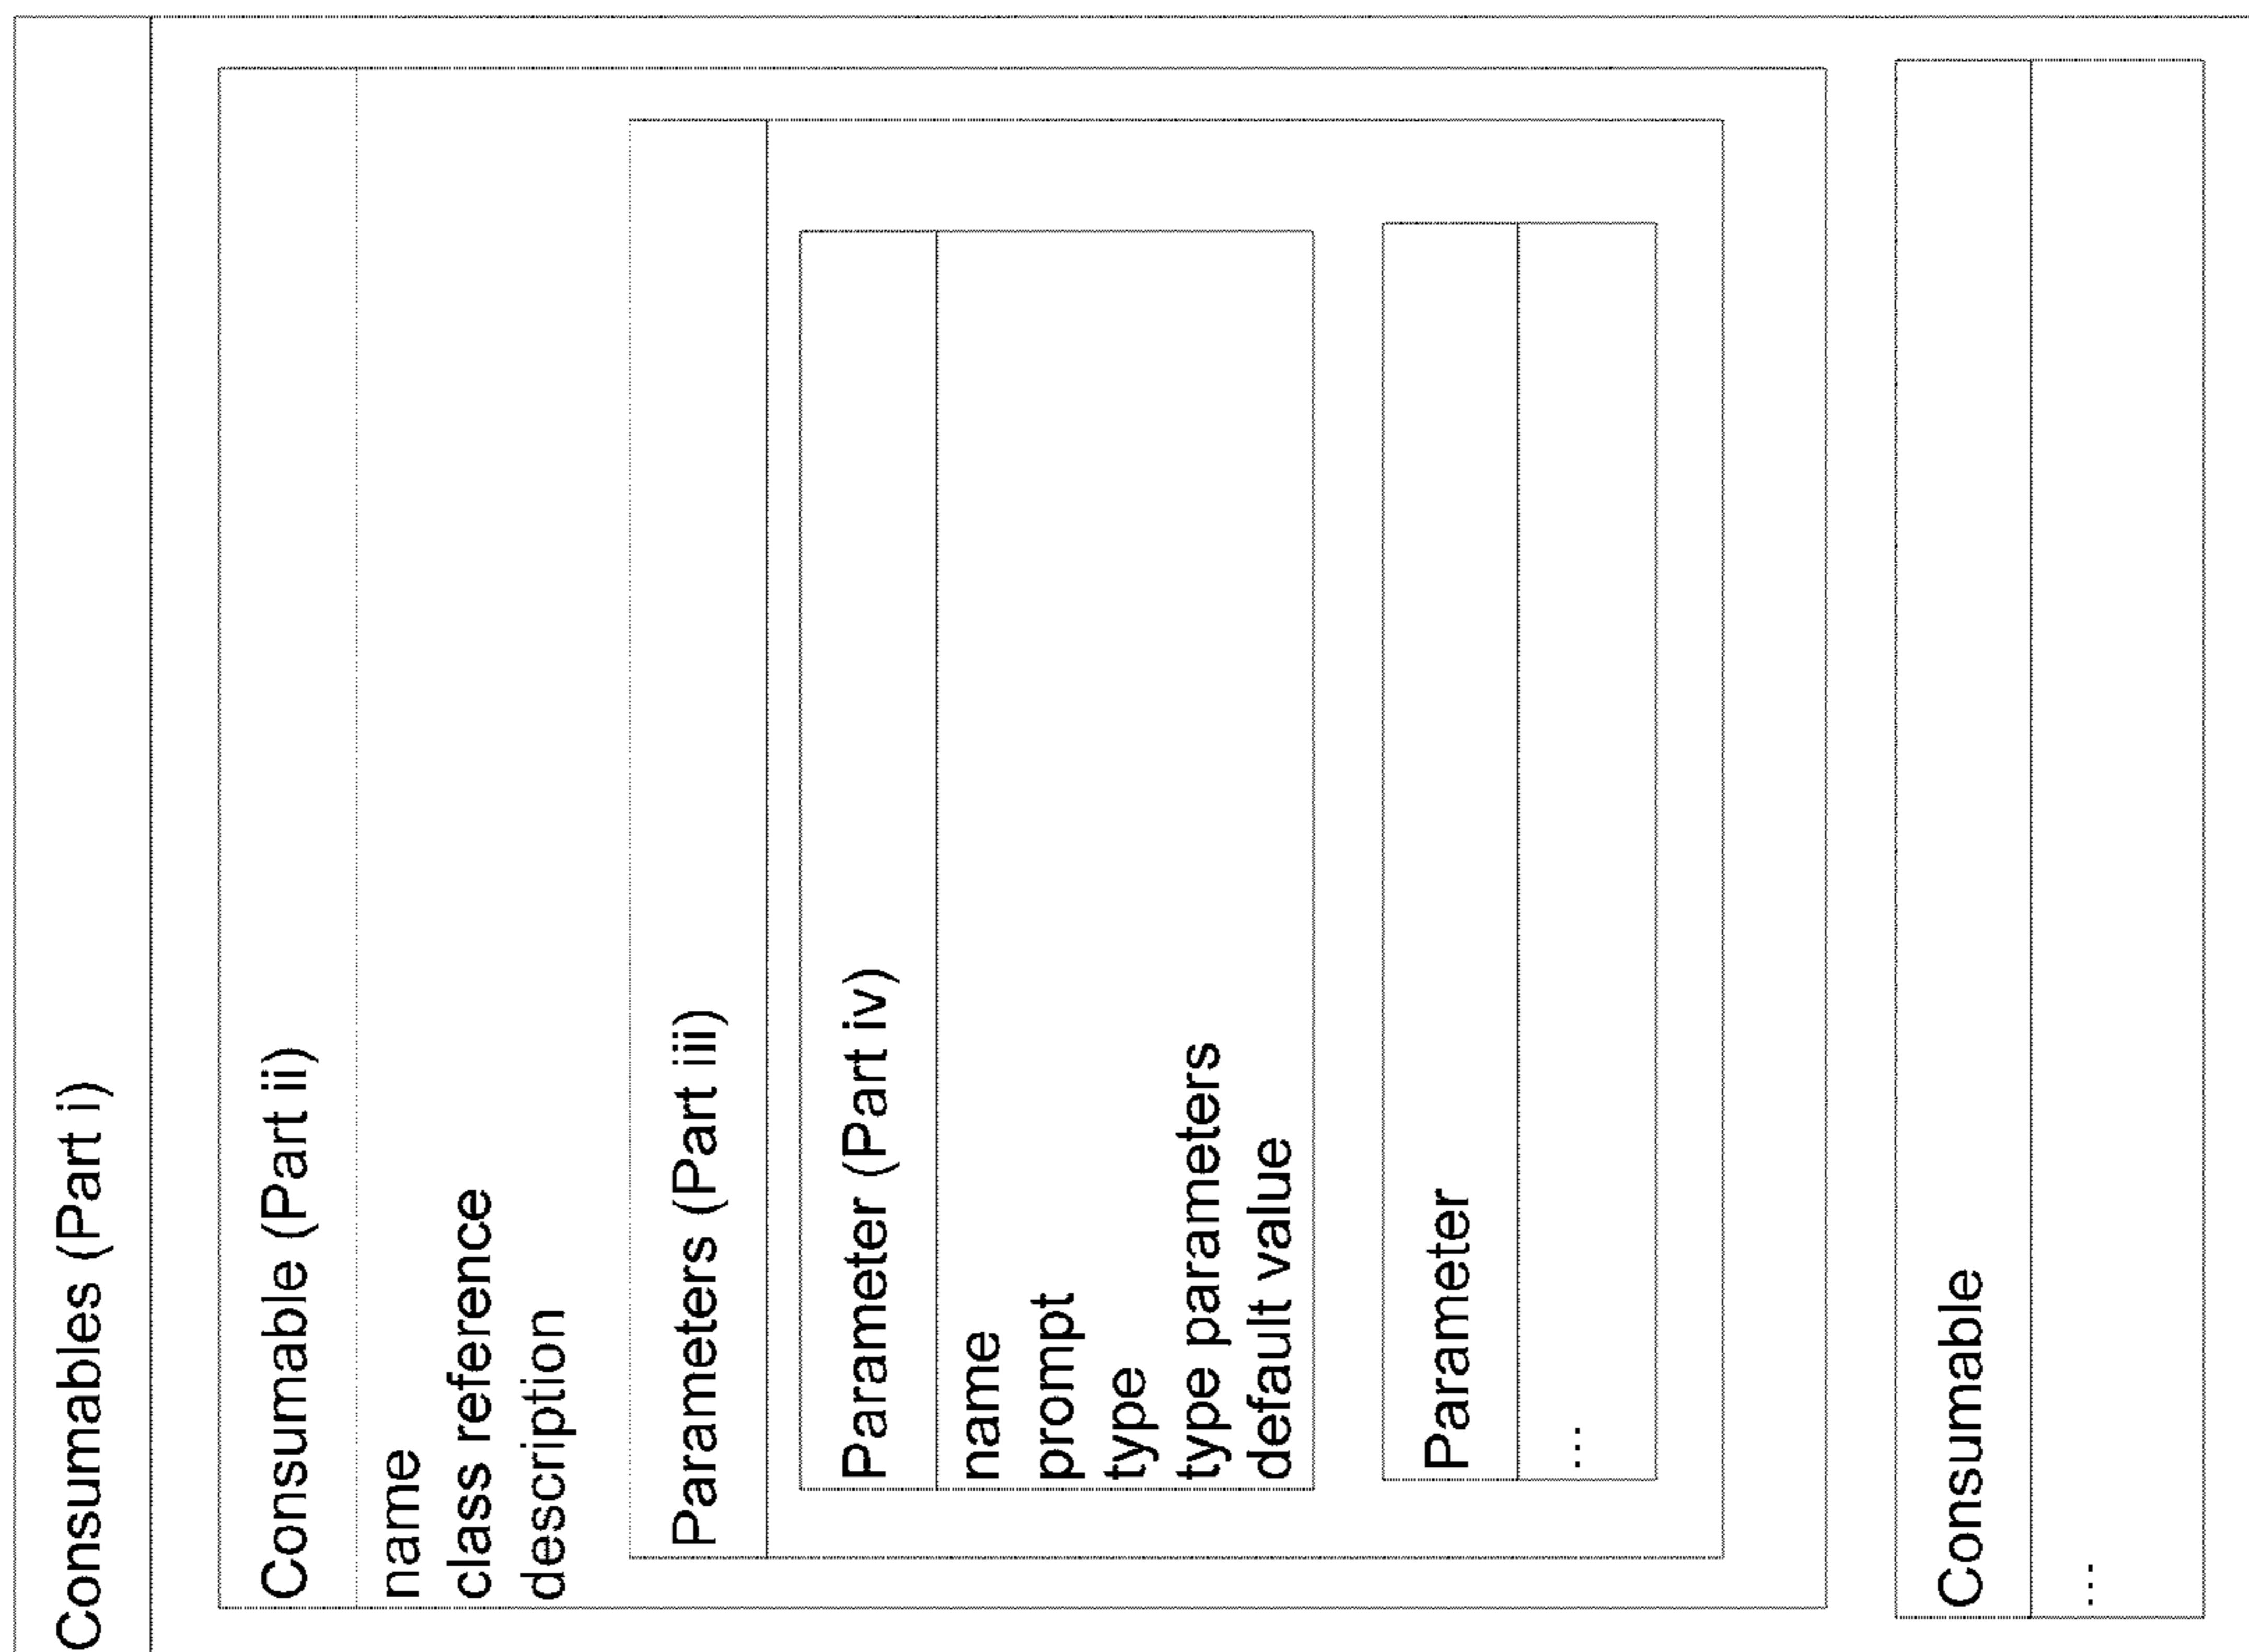 Consumables (Part i)
Consumable (Part ii)
name
class reference
description
Parameters (Part iii)
Parameter (Part iv)
name
prompt
type
type parameters
default value
Parameter
...
Consumable
...